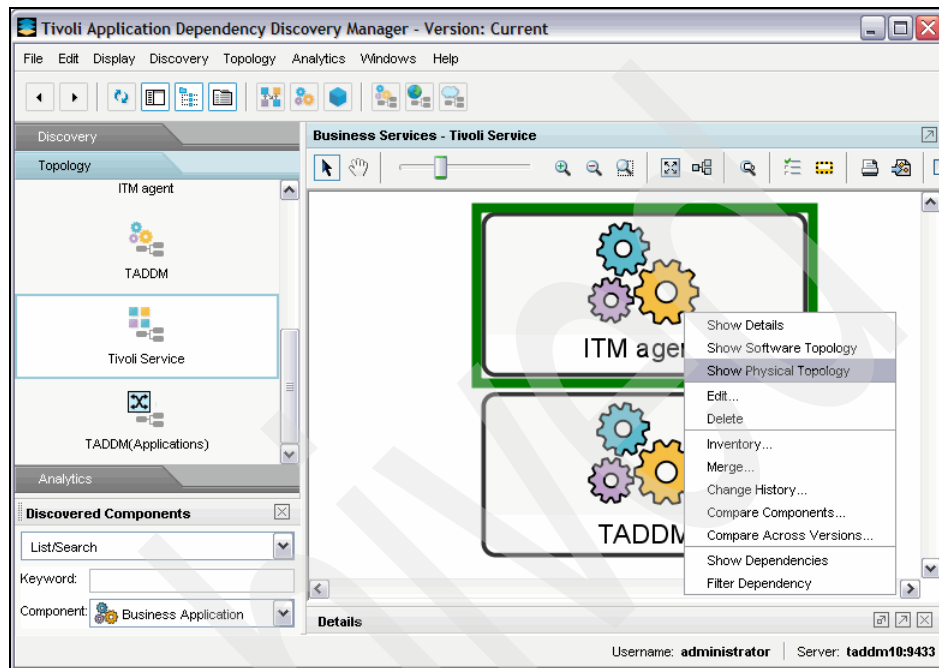 Tivoli Application Dependency Discovery Manager - Version: Current
File Edit Display Discovery Topology Analytics Windows Help
Discovery
Topology
ITM agent
TADDM
Tivoli Service
TADDM(Applications)
Analytics
Discovered Components
List/Search
Keyword:
Component: Business Application
Business Services - Tivoli Service
ITM agen
TADDM
Show Details
Show Software Topology
Show Physical Topology
Edit...
Delete
Inventory...
Merge...
Change History...
Compare Components...
Compare Across Versions...
Show Dependencies
Filter Dependency
Details
Username: administrator Server: taddm10:9433